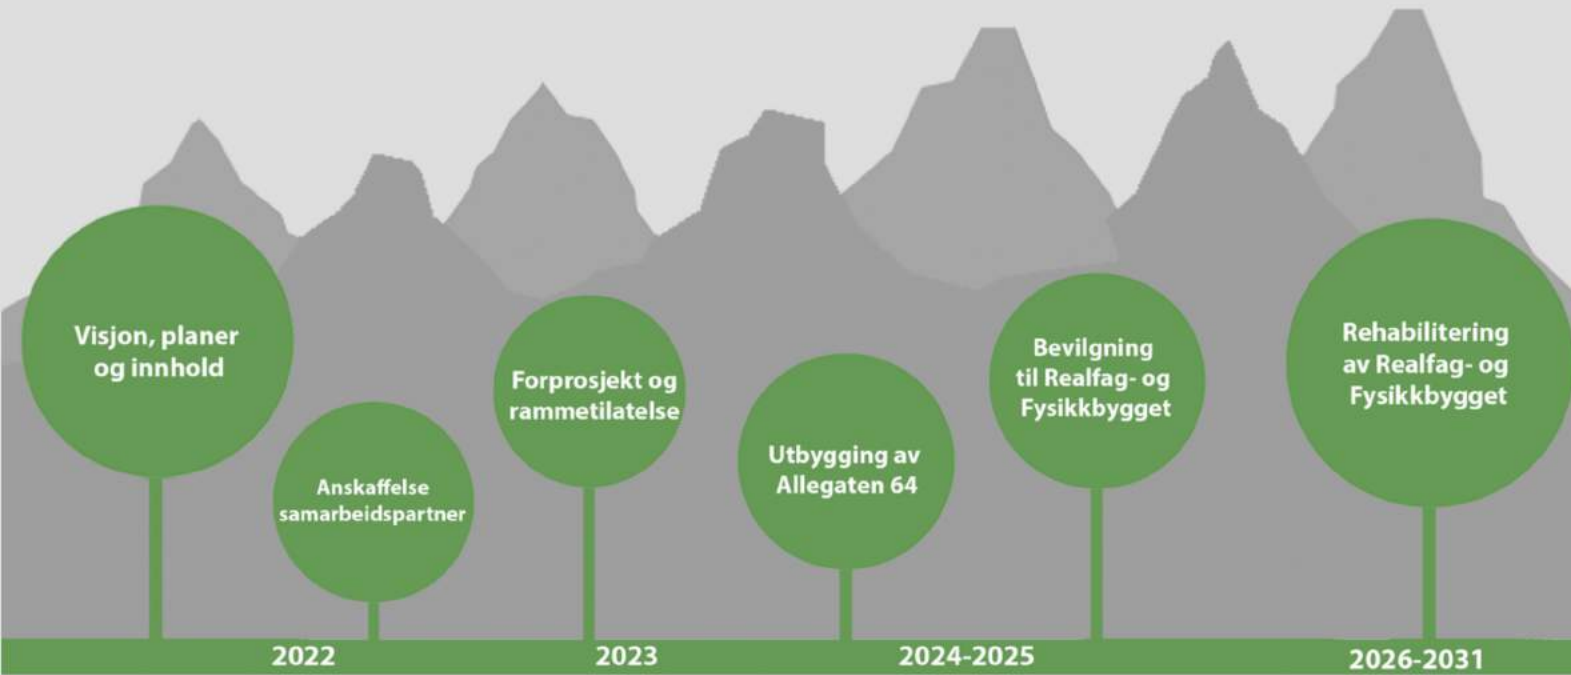 Visjon, planer
og innhold
Anskaffelse
samarbeidspartner
Forprosjekt og
rammetilatelse
Utbygging av
Allegaten 64
Bevilgning
til Realfag- og
Fysikkbygget
Rehabilitering
av Realfag- og
Fysikkbygget
2022
2023
2024-2025
2026-2031